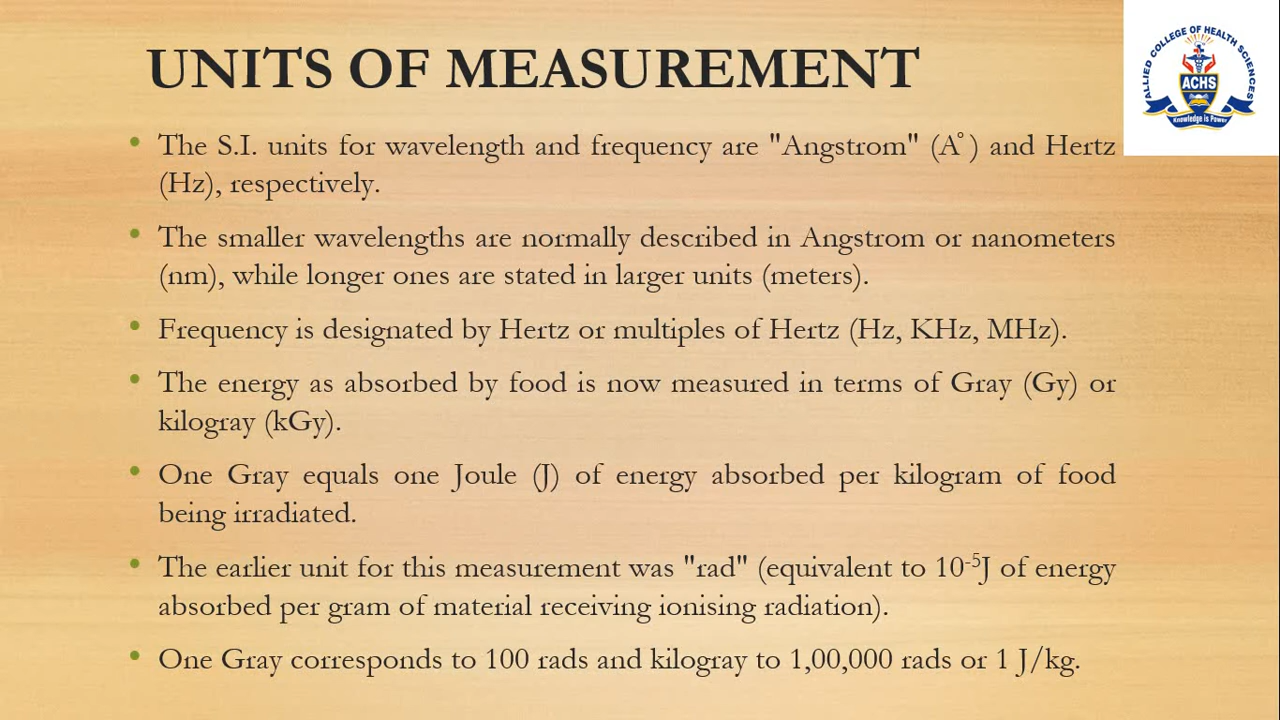 UNITS OF MEASUREMENT
ALLIED COLLEGE OF HEALTH SCIENCES
ACHS
Knowledge is Power
• The S.I. units for wavelength and frequency are "Angstrom" (A°) and Hertz
(Hz), respectively.
• The smaller wavelengths are normally described in Angstrom or nanometers
(nm), while longer ones are stated in larger units (meters).
• Frequency is designated by Hertz or multiples of Hertz (Hz, KHz, MHz).
• The energy as absorbed by food is now measured in terms of Gray (Gy) or
kilogray (kGy).
• One Gray equals one Joule (J) of energy absorbed per kilogram of food
being irradiated.
• The earlier unit for this measurement was "rad" (equivalent to 10⁻⁵J of energy
absorbed per gram of material receiving ionising radiation).
• One Gray corresponds to 100 rads and kilogray to 1,00,000 rads or 1 J/kg.